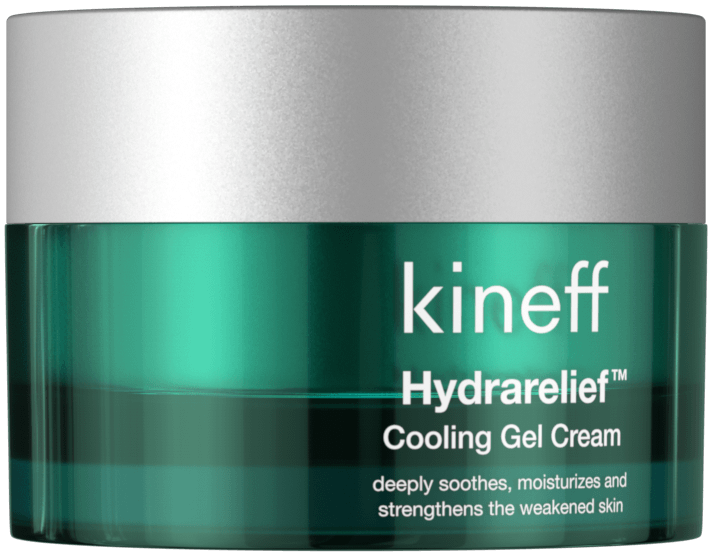 kineff
Hydrarelief™
Cooling Gel Cream
deeply soothes, moisturizes and
strengthens the weakened skin